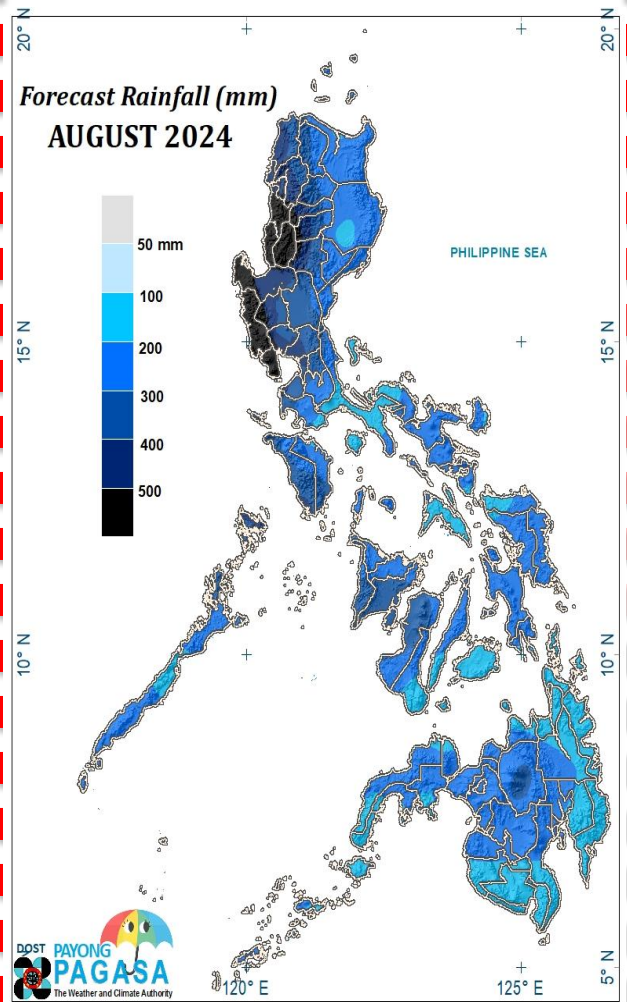 20° N
20° N
Forecast Rainfall (mm)
AUGUST 2024
50 mm
100
200
300
400
500
PHILIPPINE SEA
15° N
15° N
10° N
10° N
DOST
PAYONG
PAGASA
The Weather and Climate Authority
5° N
120° E
125° E